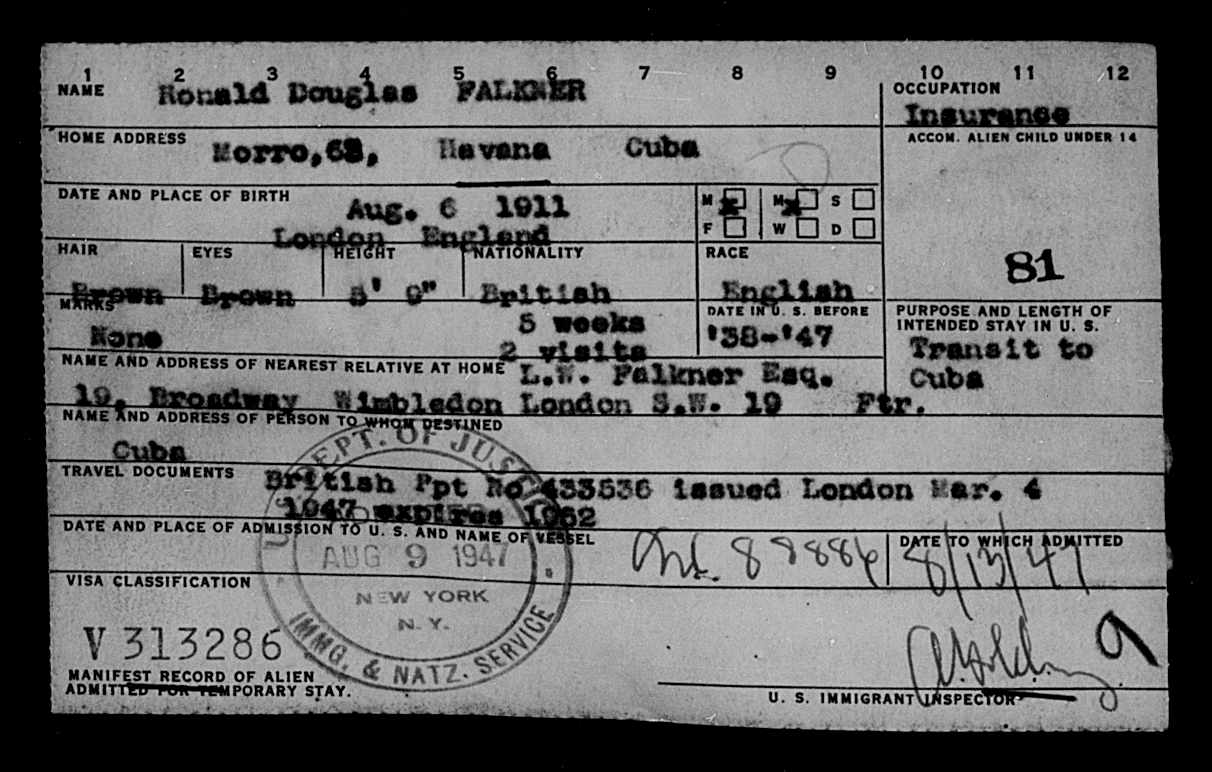 1 2 3 4 5 6 7 8 9 10 11 12
NAME Ronald Douglas FALKNER
OCCUPATION
Insurance
HOME ADDRESS Morro,68, Havana Cuba
ACCOM. ALIEN CHILD UNDER 14
DATE AND PLACE OF BIRTH Aug. 6 1911
London England
M x M x S
F W D
81
HAIR EYES HEIGHT NATIONALITY RACE
Brown Brown 5' 9" British English
MARKS
None
5 weeks
2 visits
DATE IN U. S. BEFORE
'38-'47
PURPOSE AND LENGTH OF
INTENDED STAY IN U. S.
Transit to
Cuba
NAME AND ADDRESS OF NEAREST RELATIVE AT HOME L.W. Falkner Esq.
19, Broadway Wimbledon London S.W. 19 Ftr.
NAME AND ADDRESS OF PERSON TO WHOM DESTINED
Cuba
TRAVEL DOCUMENTS British Ppt No 433536 issued London Mar. 4
1947 expires 1952
DATE AND PLACE OF ADMISSION TO U. S. AND NAME OF VESSEL
DATE TO WHICH ADMITTED
88886 8/13/47
U.S. DEPT. OF JUSTICE
AUG 9 1947
NEW YORK
N. Y.
IMMG. & NATZ. SERVICE
VISA CLASSIFICATION
V 313286
9
MANIFEST RECORD OF ALIEN
ADMITTED FOR TEMPORARY STAY.
U. S. IMMIGRANT INSPECTOR